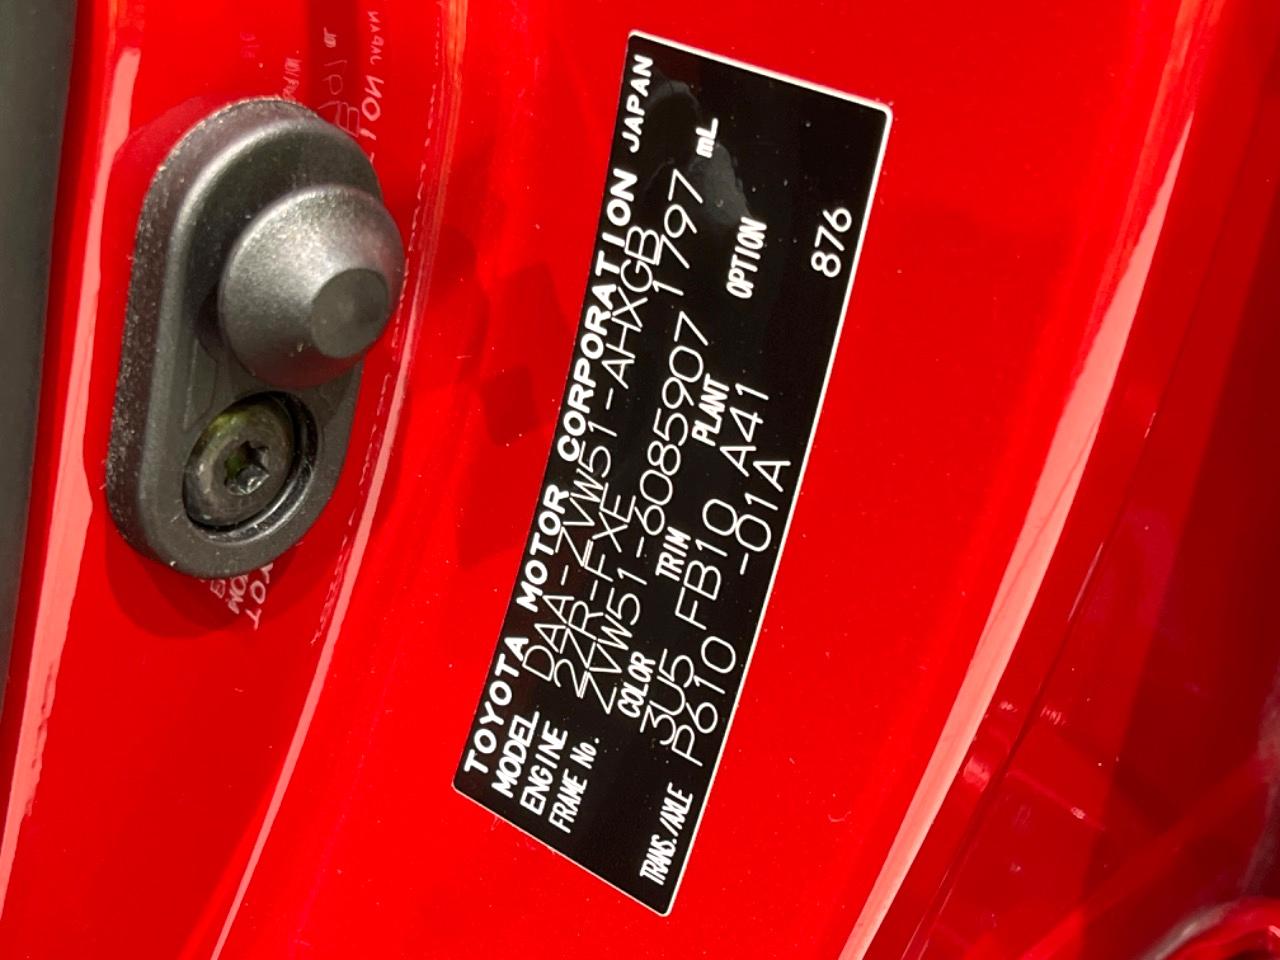 TOYOTA MOTOR CORPORATION JAPAN
MODEL DAA-ZVW51-AHXGB
ENGINE 2ZR-FXE 1797 mL
FRAME No. ZVW51-6085907
COLOR TRIM PLANT OPTION
3U5 FB10 A41
TRANS./AXLE P610 -01A 876